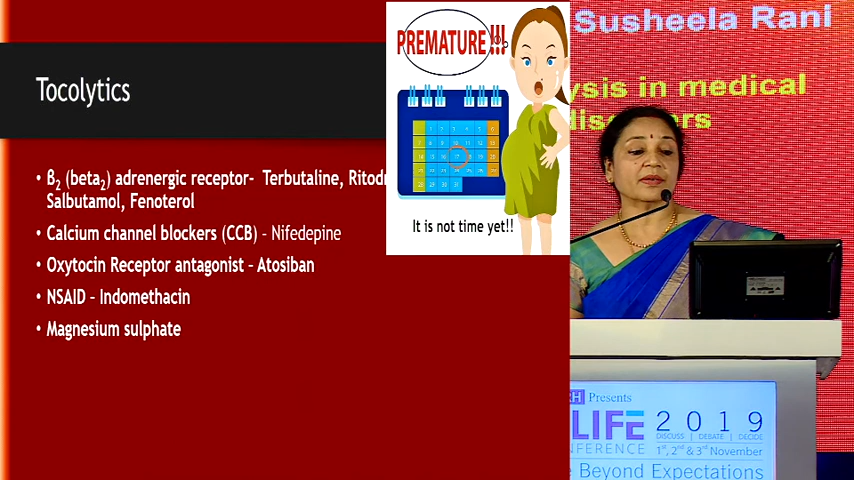 Tocolytics
• β₂ (beta₂) adrenergic receptor- Terbutaline, Ritodr
Salbutamol, Fenoterol
• Calcium channel blockers (CCB) – Nifedepine
• Oxytocin Receptor antagonist – Atosiban
• NSAID – Indomethacin
• Magnesium sulphate
PREMATURE!!!
It is not time yet!!
Susheela Rani
ysis in medical
Presents
LIFE 2019
DISCUSS | DEBATE | DECIDE
NFERENCE 1st, 2nd & 3rd November
Beyond Expectations